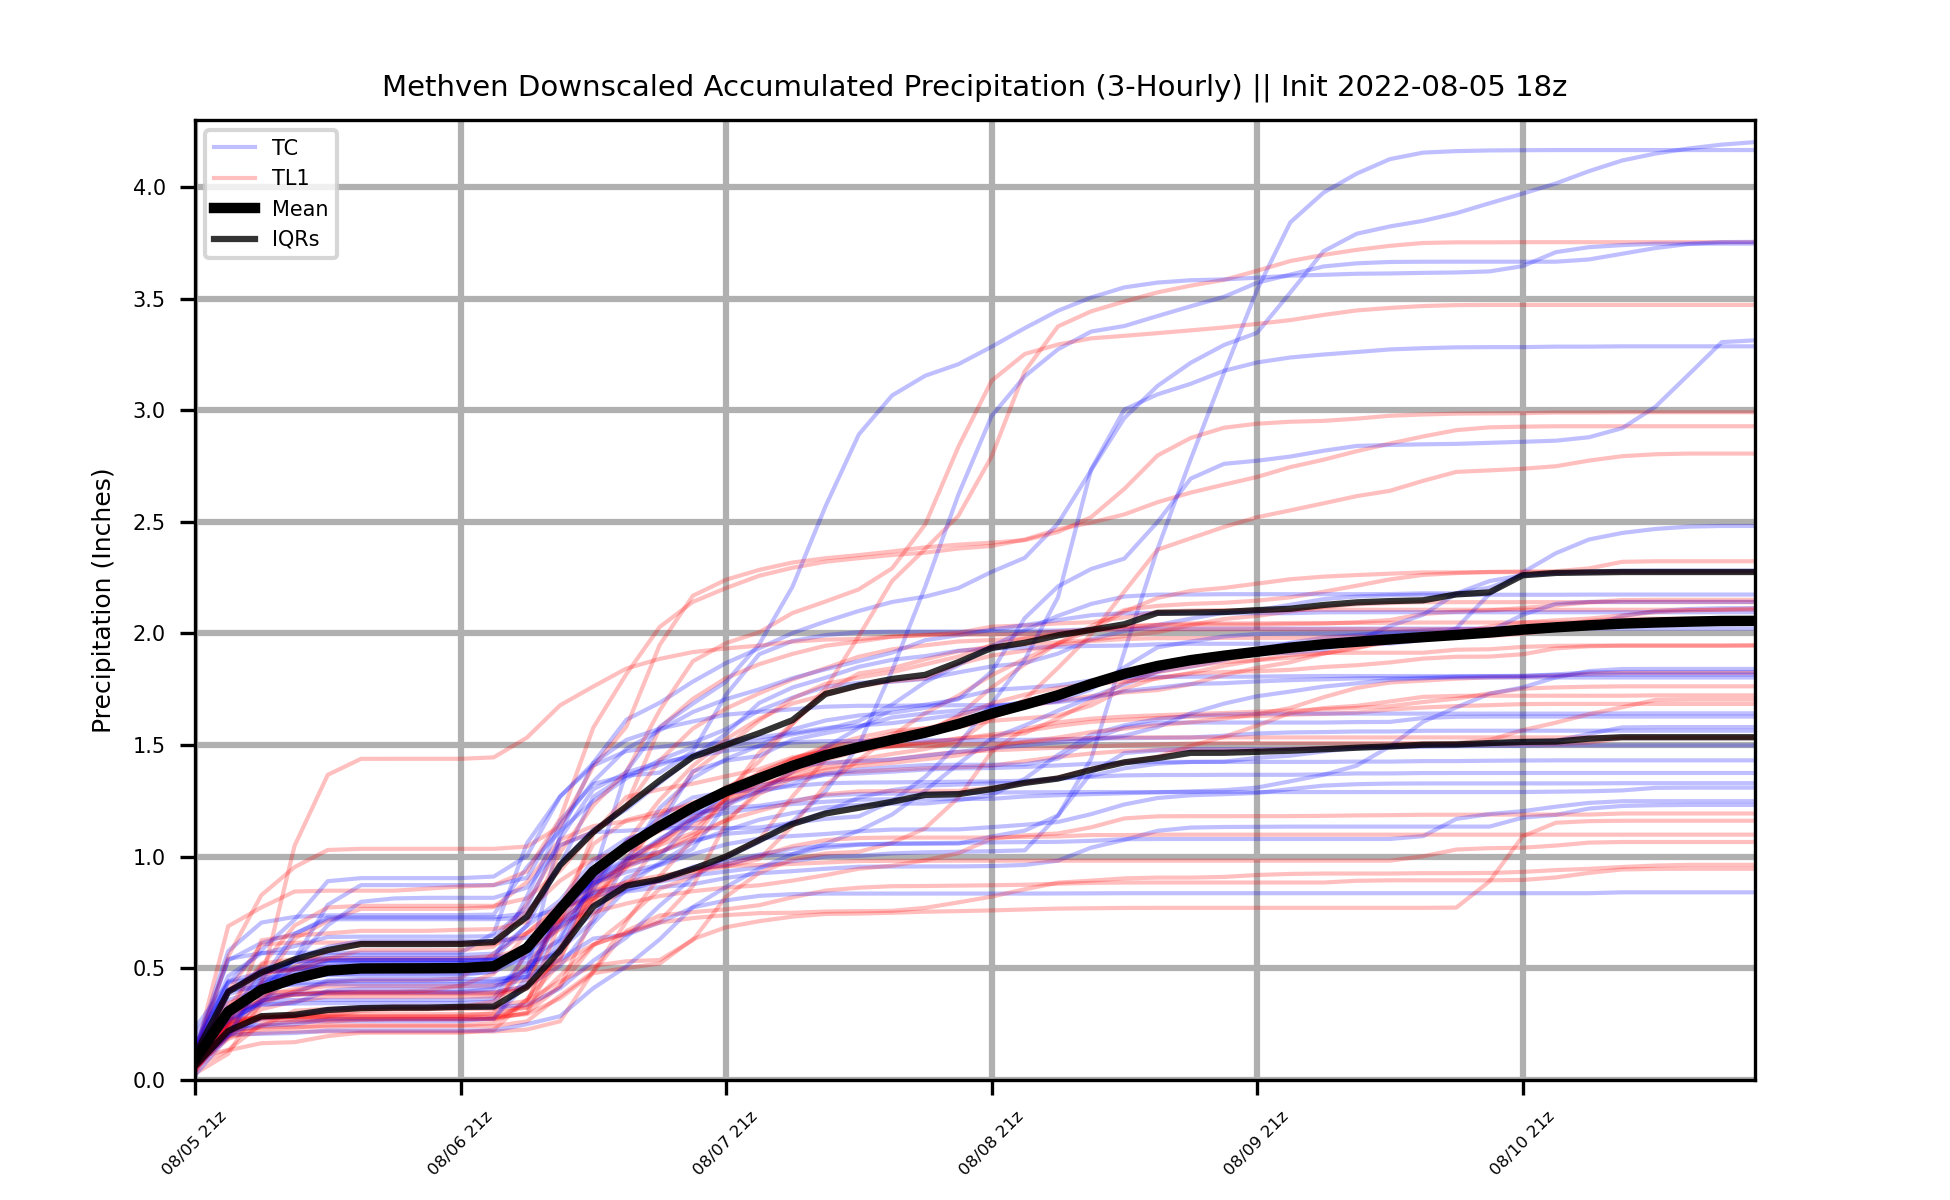 Methven Downscaled Accumulated Precipitation (3-Hourly) || Init 2022-08-05 18z
TC
TL1
Mean
IQRs
Precipitation (Inches)
4.0
3.5
3.0
2.5
2.0
1.5
1.0
0.5
0.0
08/05 21z
08/06 21z
08/07 21z
08/08 21z
08/09 21z
08/10 21z